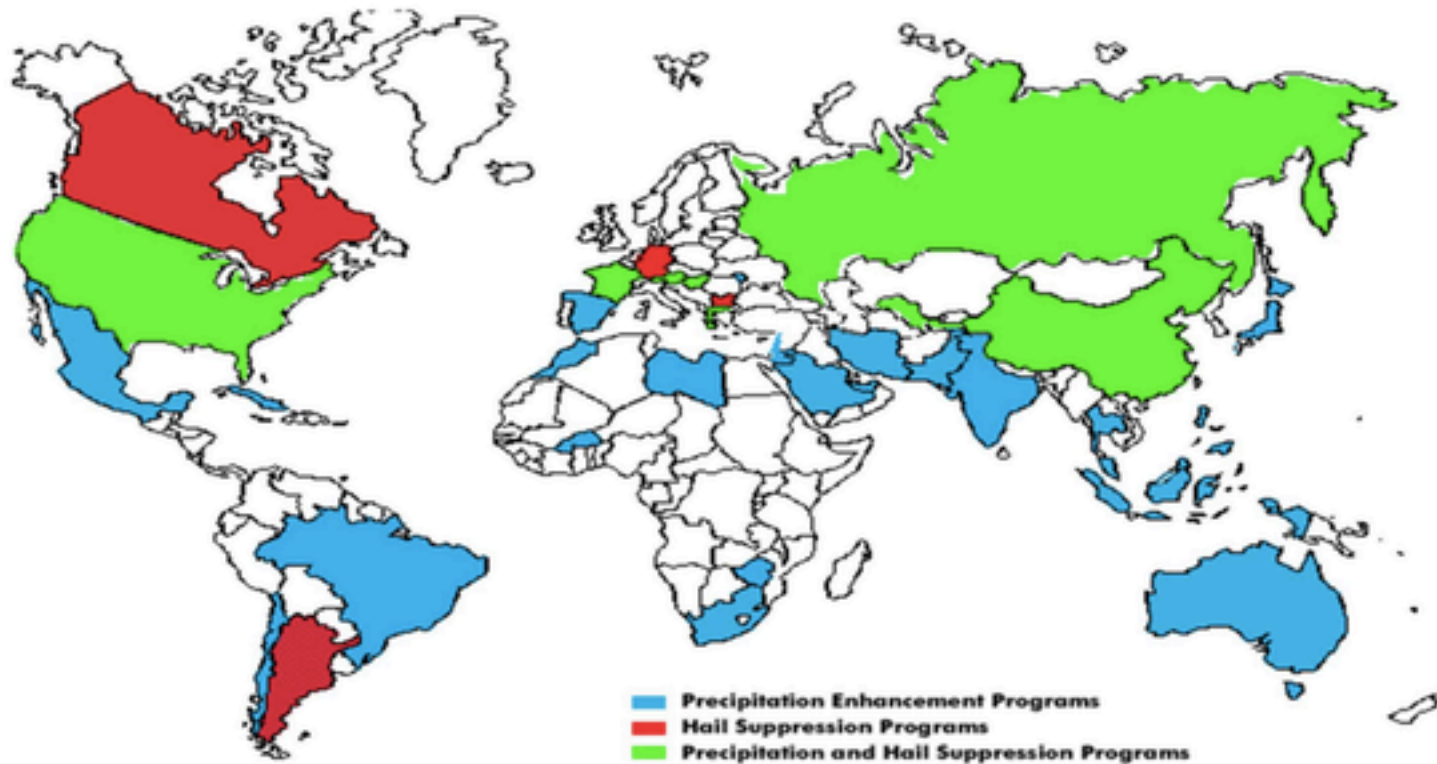 Precipitation Enhancement Programs
Hail Suppression Programs
Precipitation and Hail Suppression Programs